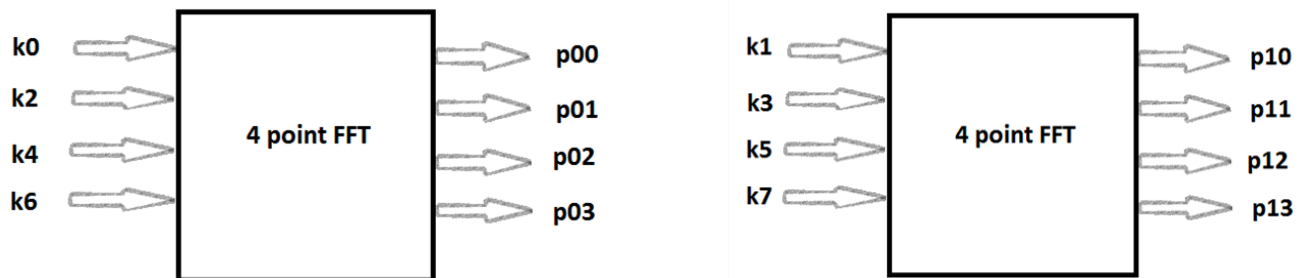 k0
k2
k4
k6
4 point FFT
p00
p01
p02
p03
k1
k3
k5
k7
4 point FFT
p10
p11
p12
p13